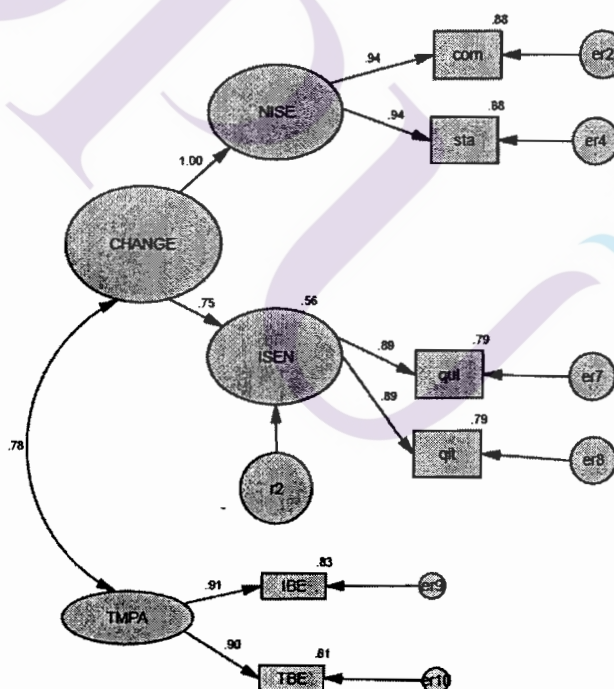 .88
com
er2
.94
NISE
.94
.88
sta
er4
1.00
CHANGE
.75
.56
ISEN
.89
.79
qul
er7
.89
.79
qit
er8
r2
.78
TMPA
.91
.83
IBE
er9
.90
.81
TBE
er10